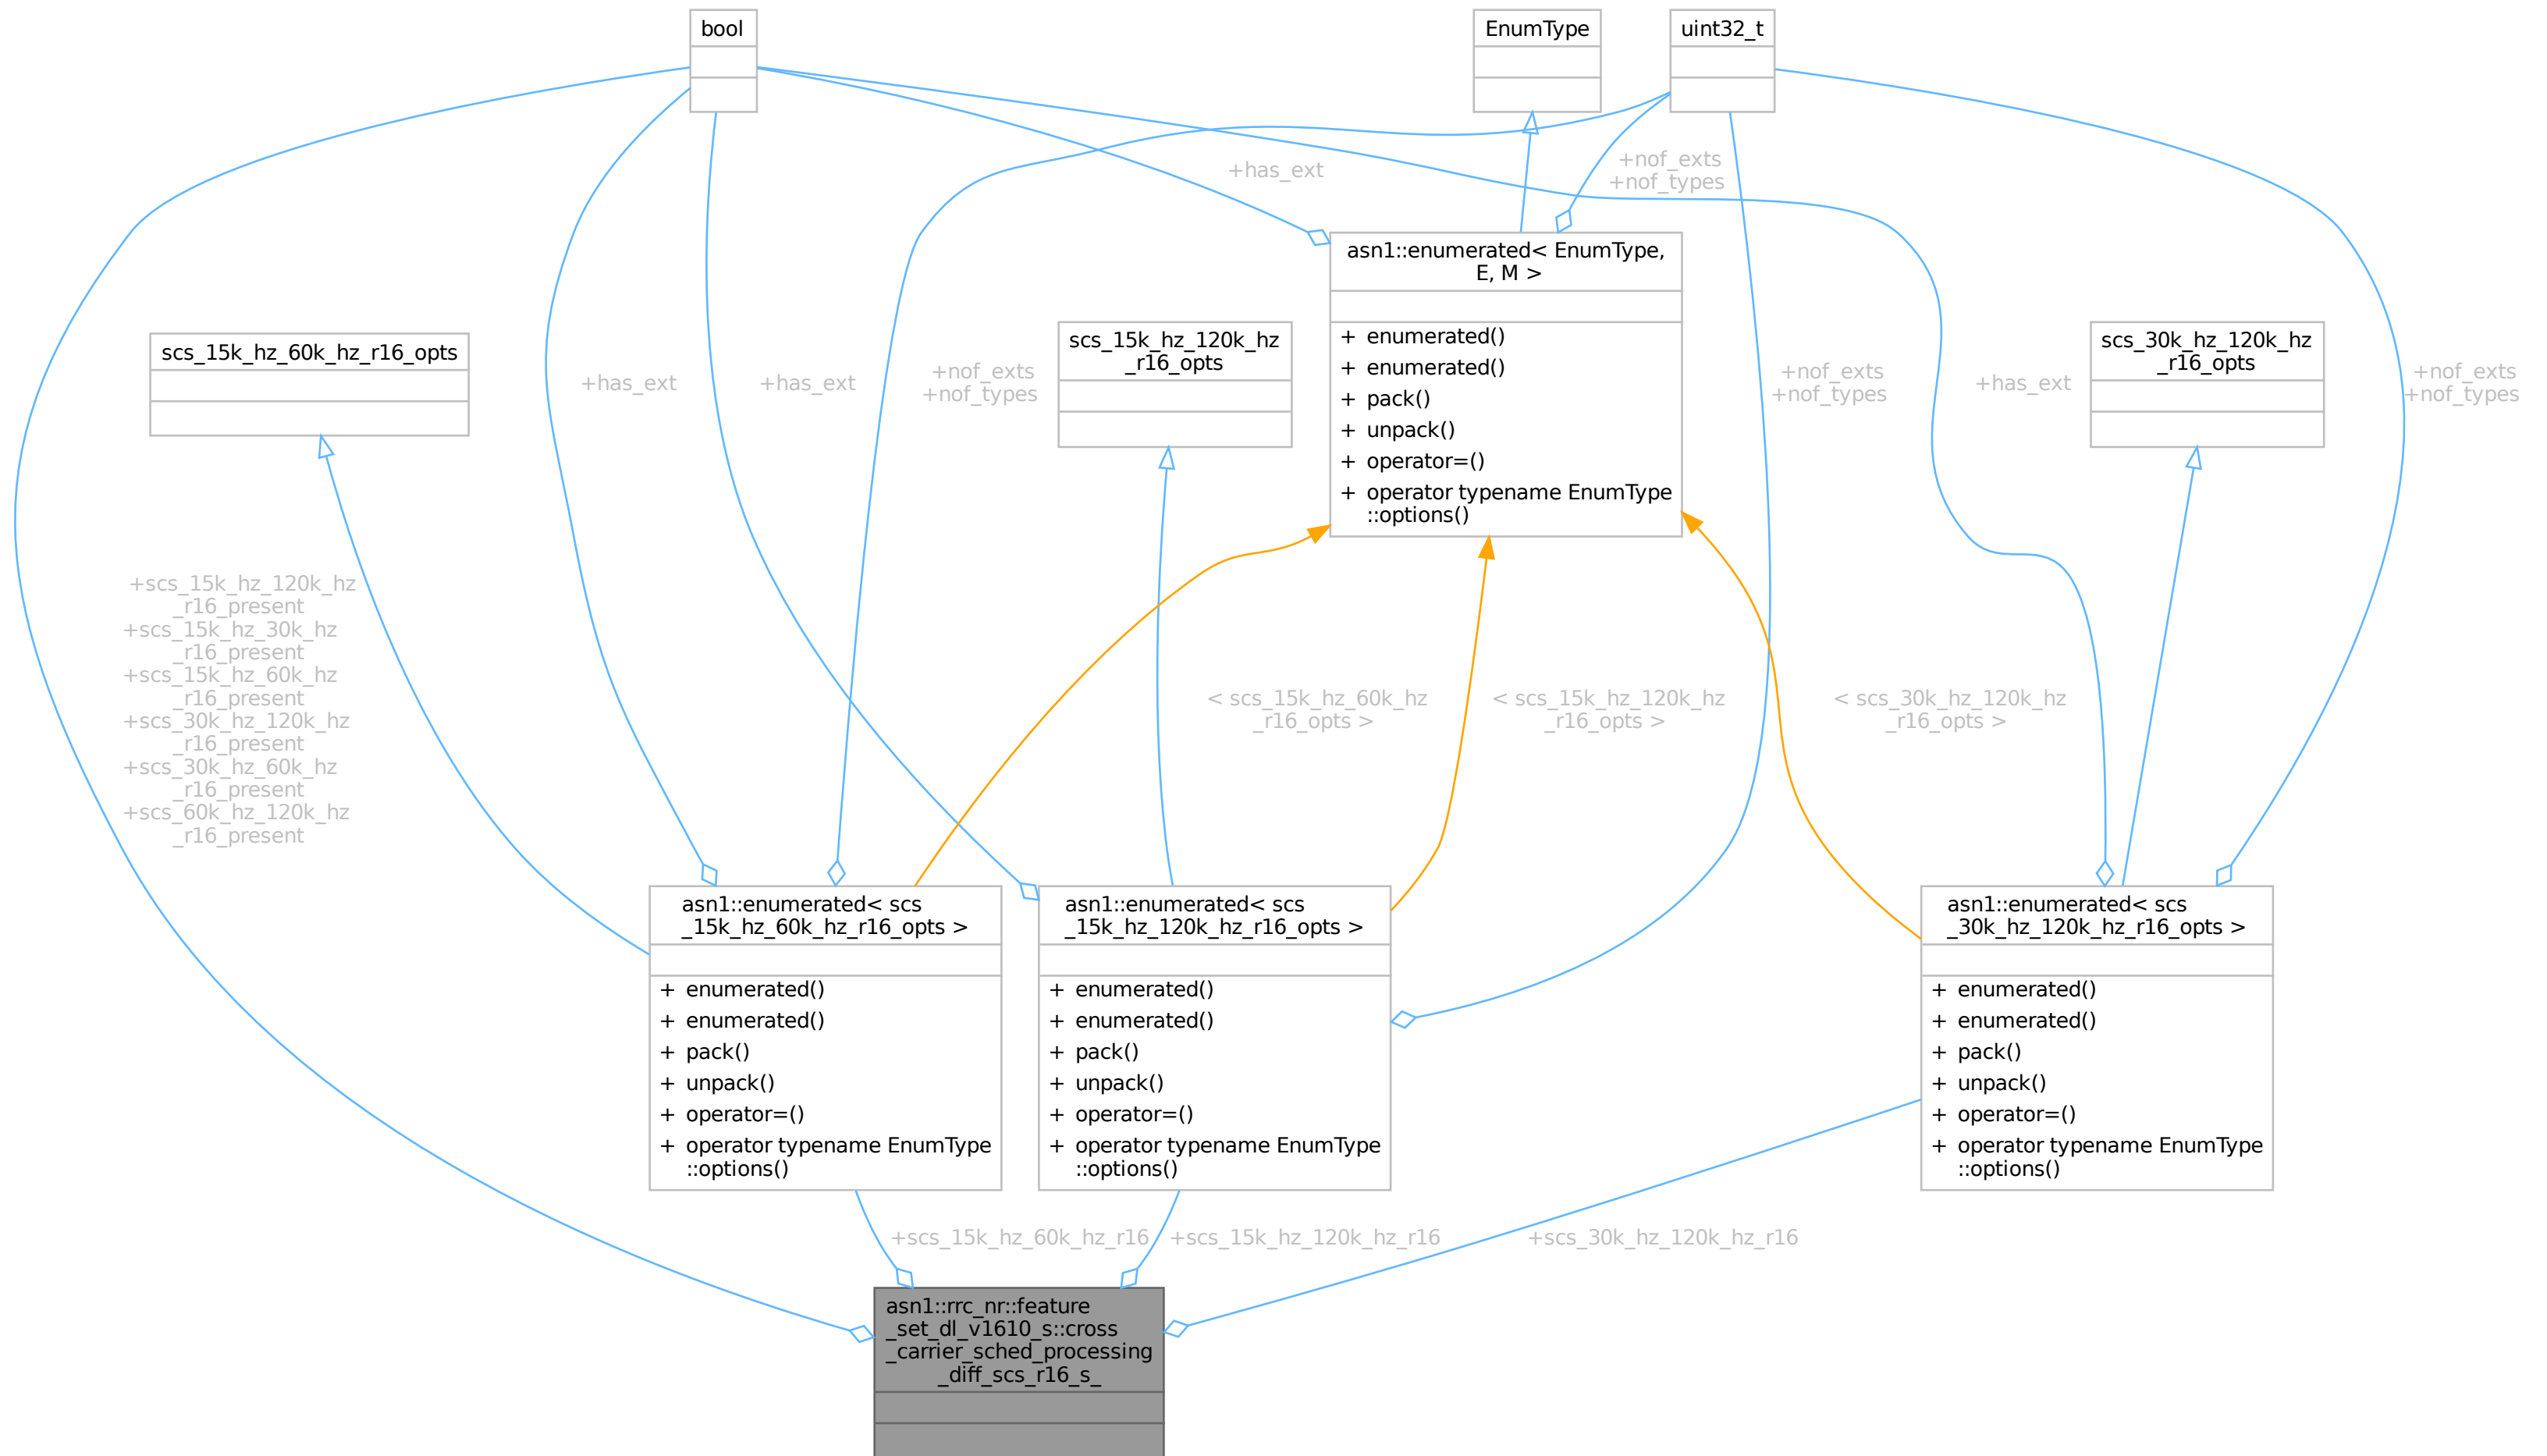 bool
EnumType
uint32_t
+has_ext
+nof_exts
+nof_types
asn1::enumerated< EnumType,
E, M >
+ enumerated()
+ enumerated()
+ pack()
+ unpack()
+ operator=()
+ operator typename EnumType
::options()
scs_15k_hz_60k_hz_r16_opts
scs_15k_hz_120k_hz
_r16_opts
scs_30k_hz_120k_hz
_r16_opts
+has_ext
+has_ext
+nof_exts
+nof_types
+nof_exts
+nof_types
+has_ext
+nof_exts
+nof_types
+scs_15k_hz_120k_hz
_r16_present
+scs_15k_hz_30k_hz
_r16_present
+scs_15k_hz_60k_hz
_r16_present
+scs_30k_hz_120k_hz
_r16_present
+scs_30k_hz_60k_hz
_r16_present
+scs_60k_hz_120k_hz
_r16_present
< scs_15k_hz_60k_hz
_r16_opts >
< scs_15k_hz_120k_hz
_r16_opts >
< scs_30k_hz_120k_hz
_r16_opts >
asn1::enumerated< scs
_15k_hz_60k_hz_r16_opts >
+ enumerated()
+ enumerated()
+ pack()
+ unpack()
+ operator=()
+ operator typename EnumType
::options()
asn1::enumerated< scs
_15k_hz_120k_hz_r16_opts >
+ enumerated()
+ enumerated()
+ pack()
+ unpack()
+ operator=()
+ operator typename EnumType
::options()
asn1::enumerated< scs
_30k_hz_120k_hz_r16_opts >
+ enumerated()
+ enumerated()
+ pack()
+ unpack()
+ operator=()
+ operator typename EnumType
::options()
+scs_15k_hz_60k_hz_r16
+scs_15k_hz_120k_hz_r16
+scs_30k_hz_120k_hz_r16
asn1::rrc_nr::feature
_set_dl_v1610_s::cross
_carrier_sched_processing
_diff_scs_r16_s_